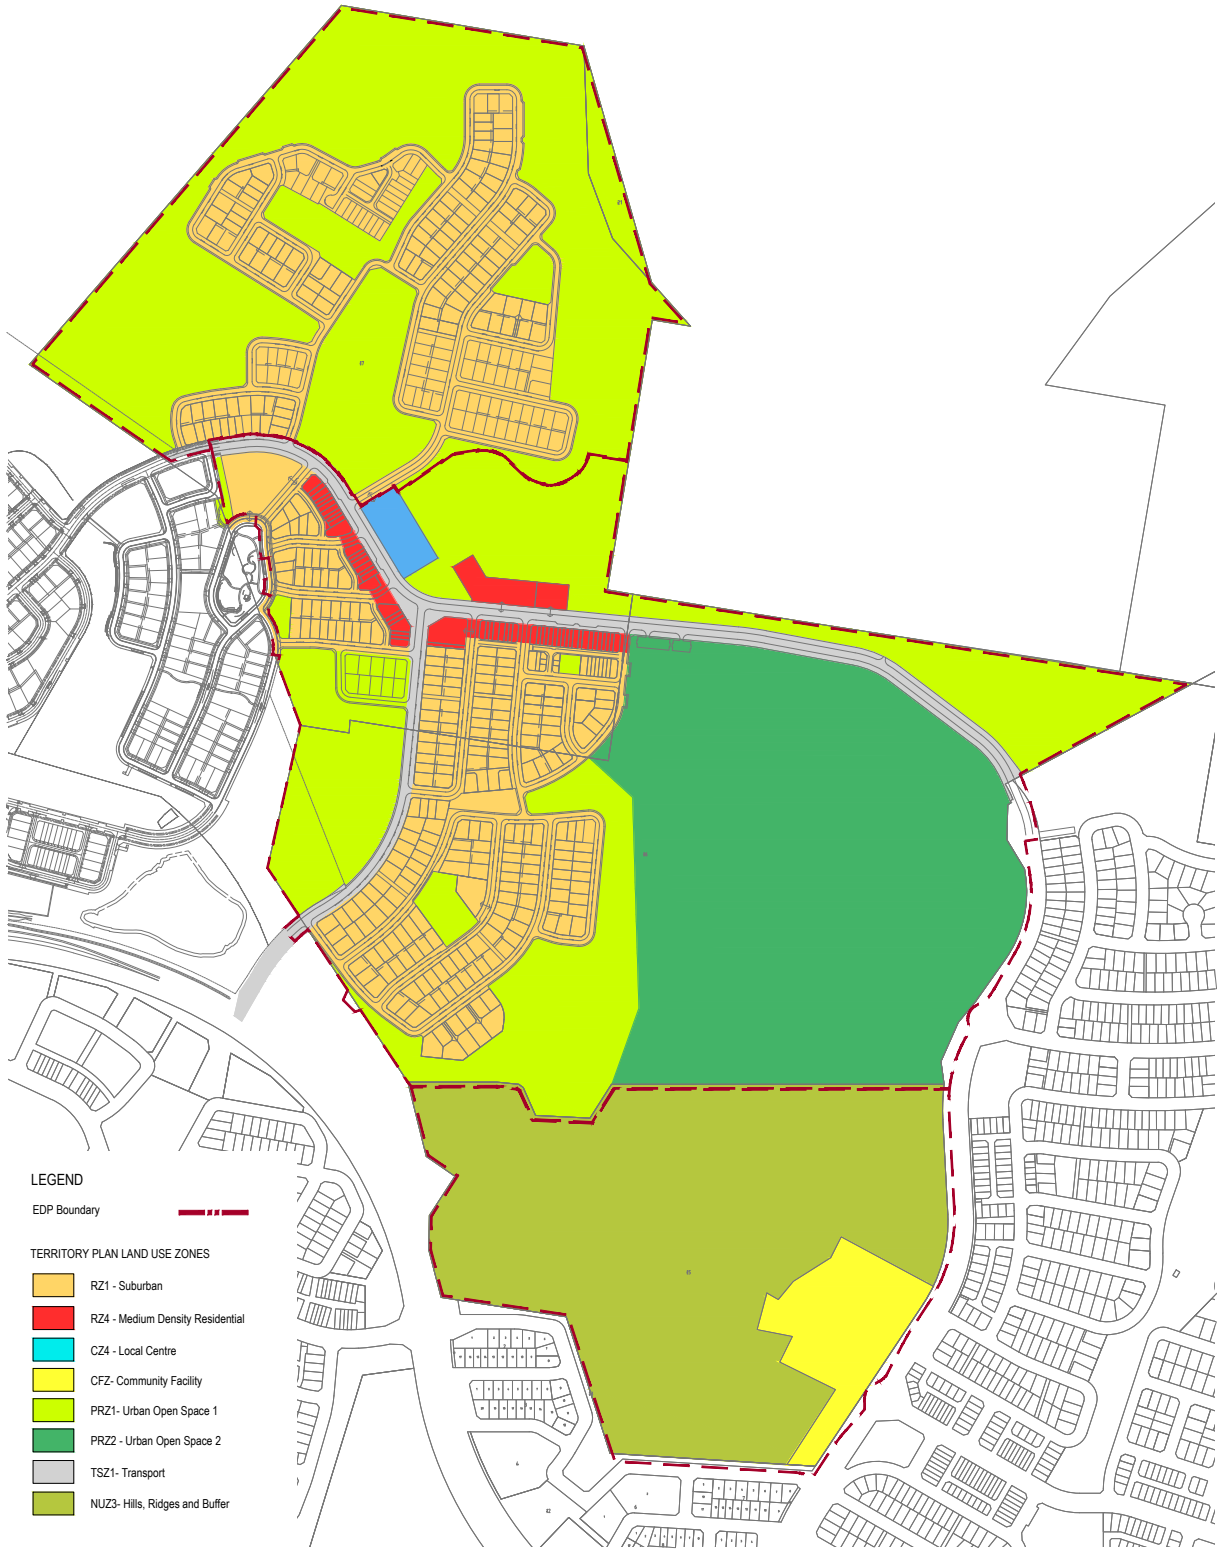 LEGEND
EDP Boundary
TERRITORY PLAN LAND USE ZONES
RZ1 - Suburban
RZ4 - Medium Density Residential
CZ4 - Local Centre
CFZ- Community Facility
PRZ1- Urban Open Space 1
PRZ2 - Urban Open Space 2
TSZ1- Transport
NUZ3- Hills, Ridges and Buffer